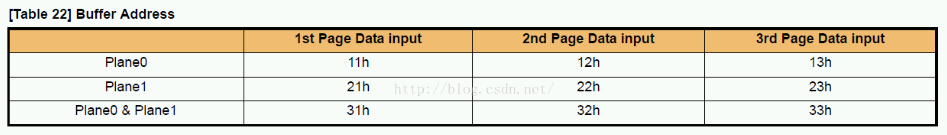 [Table 22] Buffer Address
1st Page Data input 2nd Page Data input 3rd Page Data input
Plane0 11h 12h 13h
Plane1 21h 22h 23h
http://blog.csdn.net/
Plane0 & Plane1 31h 32h 33h